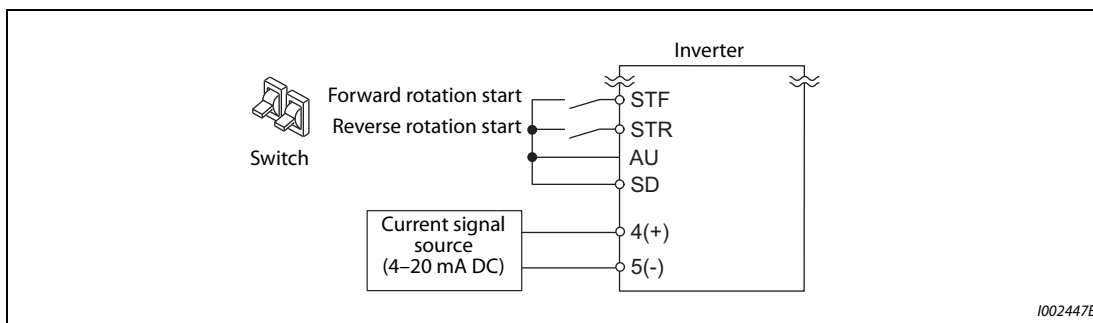 Inverter
Forward rotation start
STF
Reverse rotation start
STR
Switch
AU
SD
Current signal
source
(4–20 mA DC)
4(+)
5(-)
I002447E